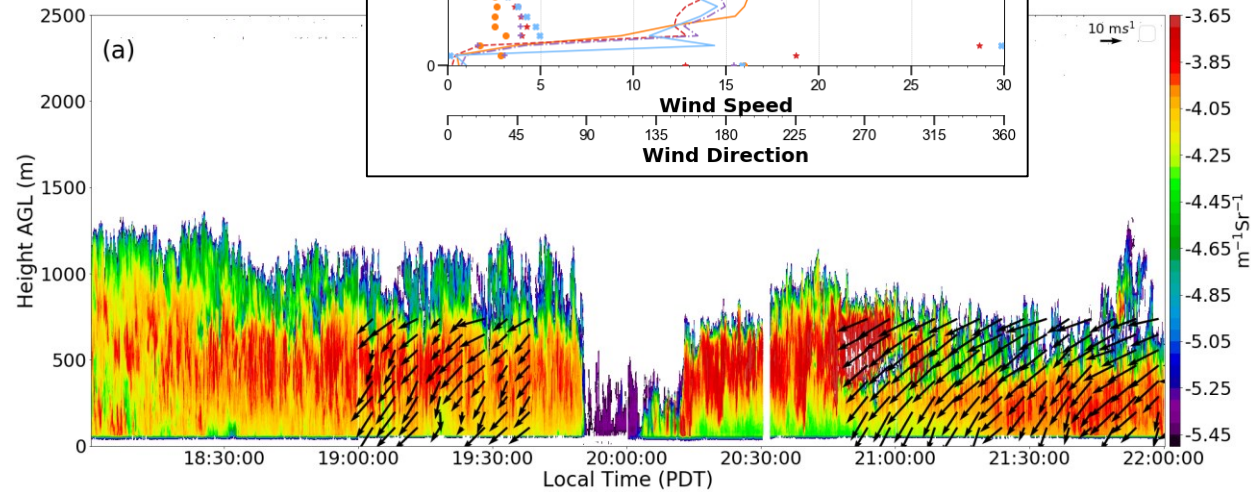 0
0 5 10 15 20 25 30
Wind Speed
0 45 90 135 180 225 270 315 360
Wind Direction
(a)
10 ms¹
2500
2000
1500
1000
500
0
Height AGL (m)
18:30:00 19:00:00 19:30:00 20:00:00 20:30:00 21:00:00 21:30:00 22:00:00
Local Time (PDT)
-3.65
-3.85
-4.05
-4.25
-4.45
-4.65
-4.85
-5.05
-5.25
-5.45
m⁻¹Sr⁻¹